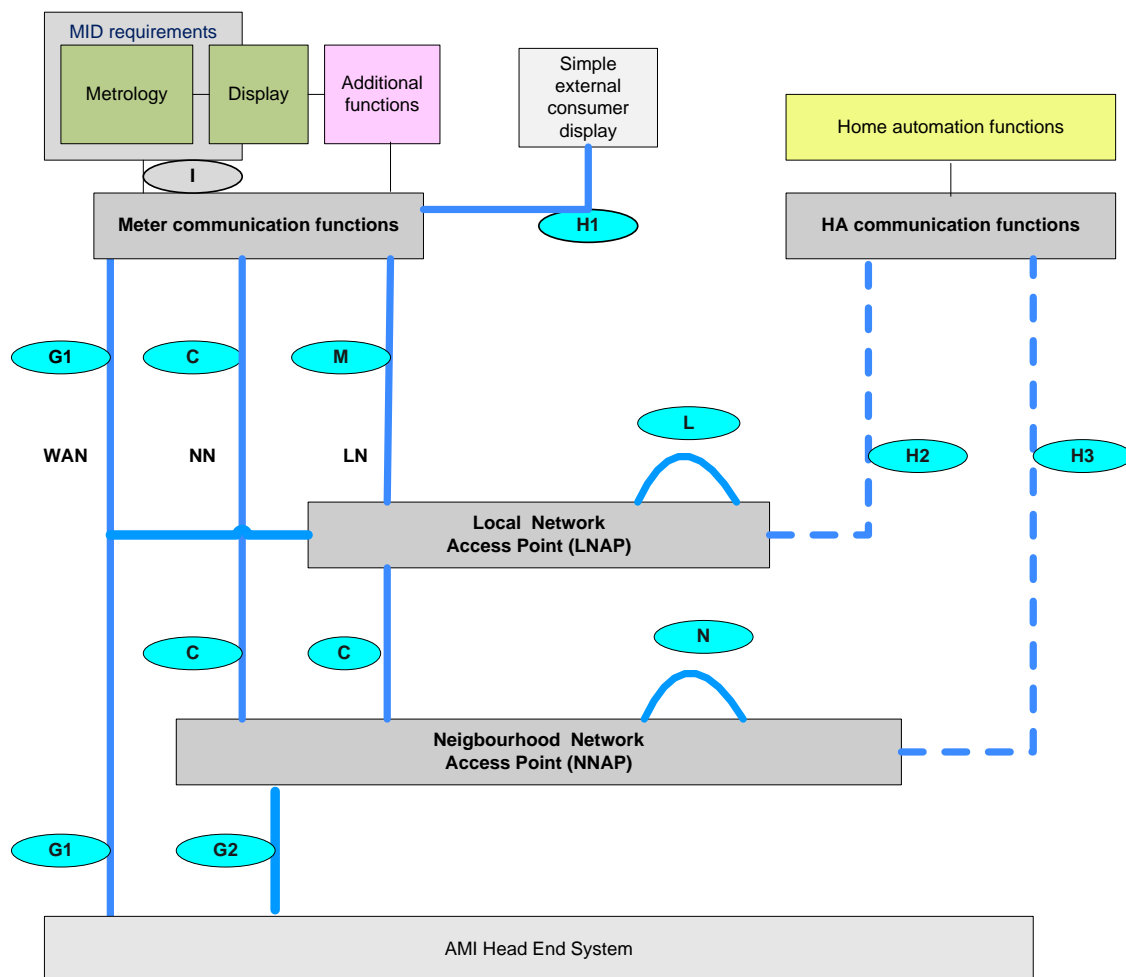 MID requirements
Metrology
Display
Additional
functions
Simple
external
consumer
display
Home automation functions
I
Meter communication functions
H1
HA communication functions
G1
C
M
L
WAN
NN
LN
H2
H3
Local Network
Access Point (LNAP)
C
C
N
Neigbourhood Network
Access Point (NNAP)
G1
G2
AMI Head End System